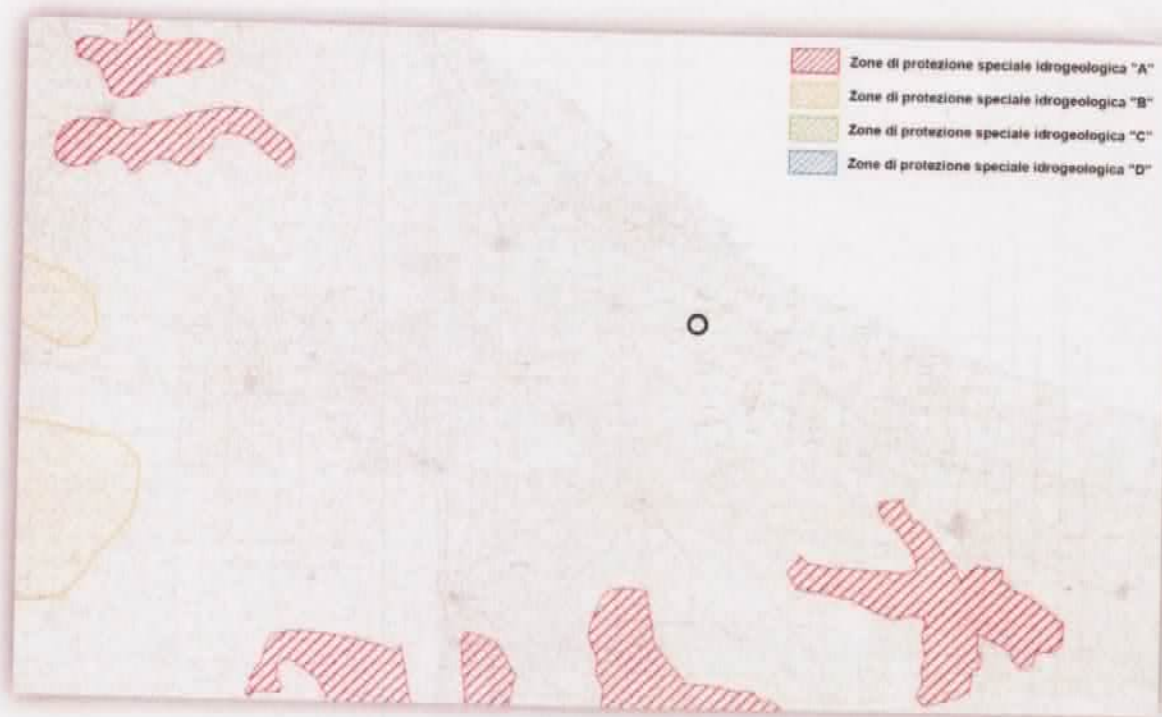 Zone di protezione speciale idrogeologica "A"
Zone di protezione speciale idrogeologica "B"
Zone di protezione speciale idrogeologica "C"
Zone di protezione speciale idrogeologica "D"